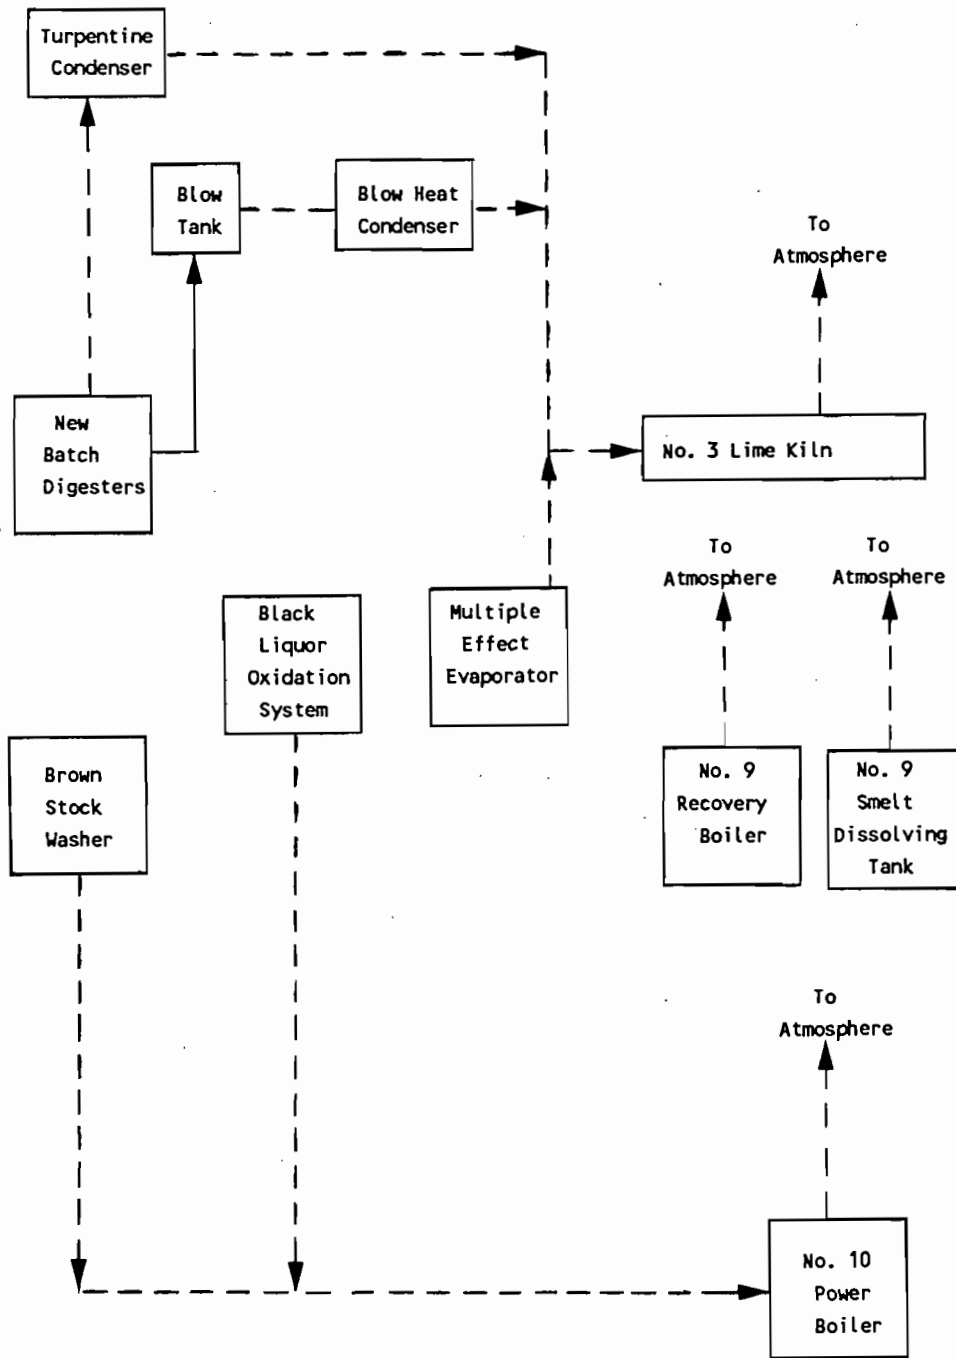 Turpentine
Condenser
Blow
Tank
Blow Heat
Condenser
To
Atmosphere
New
Batch
Digesters
No. 3 Lime Kiln
To
Atmosphere
To
Atmosphere
Black
Liquor
Oxidation
System
Multiple
Effect
Evaporator
Brown
Stock
Washer
No. 9
Recovery
Boiler
No. 9
Smelt
Dissolving
Tank
To
Atmosphere
No. 10
Power
Boiler